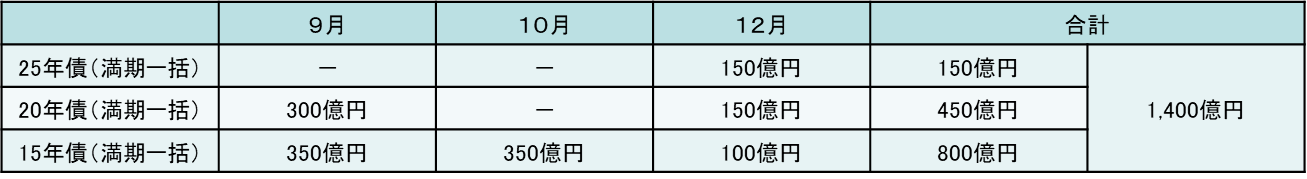 ９月 １０月 １２月 合計
25年債（満期一括） － － 150億円 150億円
20年債（満期一括） 300億円 － 150億円 450億円 1,400億円
15年債（満期一括） 350億円 350億円 100億円 800億円